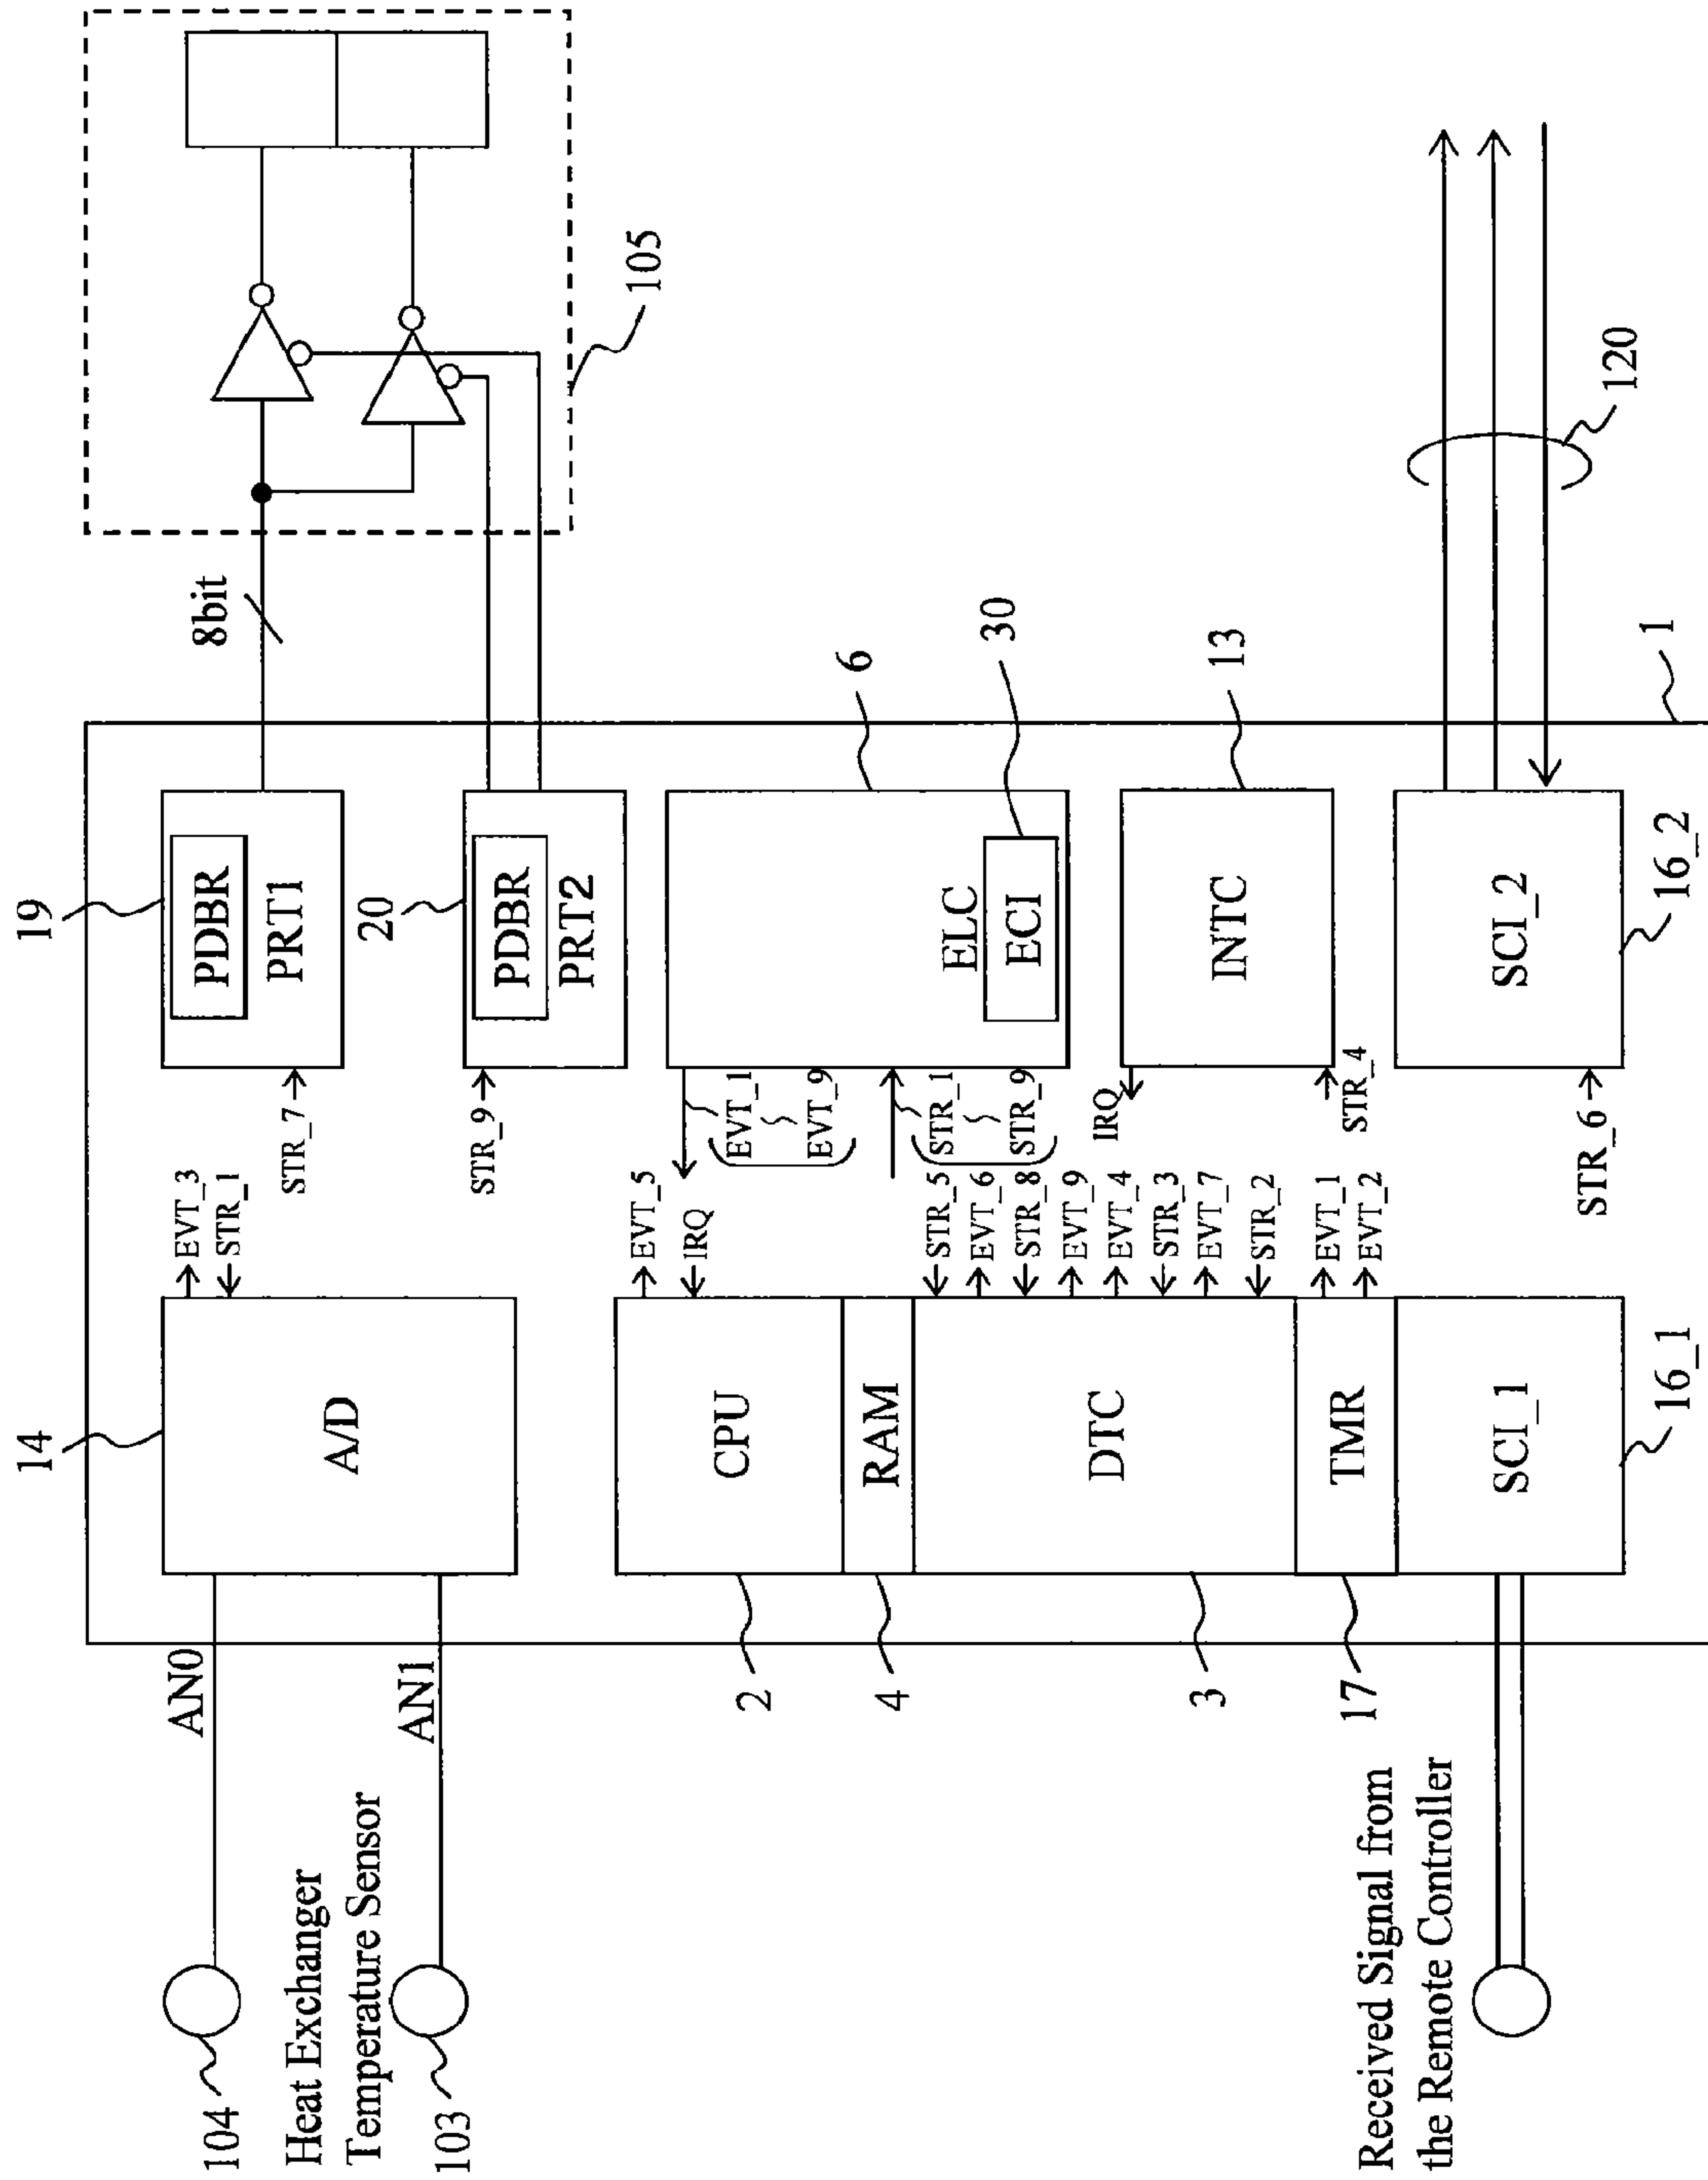 104
Heat Exchanger
Temperature Sensor
103
AN0
AN1
14
A/D
EVT_3
STR_1
19
PDBR
PRT1
STR_7
20
PDBR
PRT2
STR_9
8bit
105
2
CPU
EVT_5
IRQ
4
RAM
3
DTC
STR_5
EVT_6
STR_8
EVT_9
EVT_4
STR_3
EVT_7
STR_2
17
TMR
EVT_1
EVT_2
EVT_1
EVT_9
STR_1
STR_9
6
ELC
ECI
30
IRQ
STR_4
INTC
13
Received Signal from
the Remote Controller
SCI_1
16_1
STR_6
SCI_2
16_2
1
120